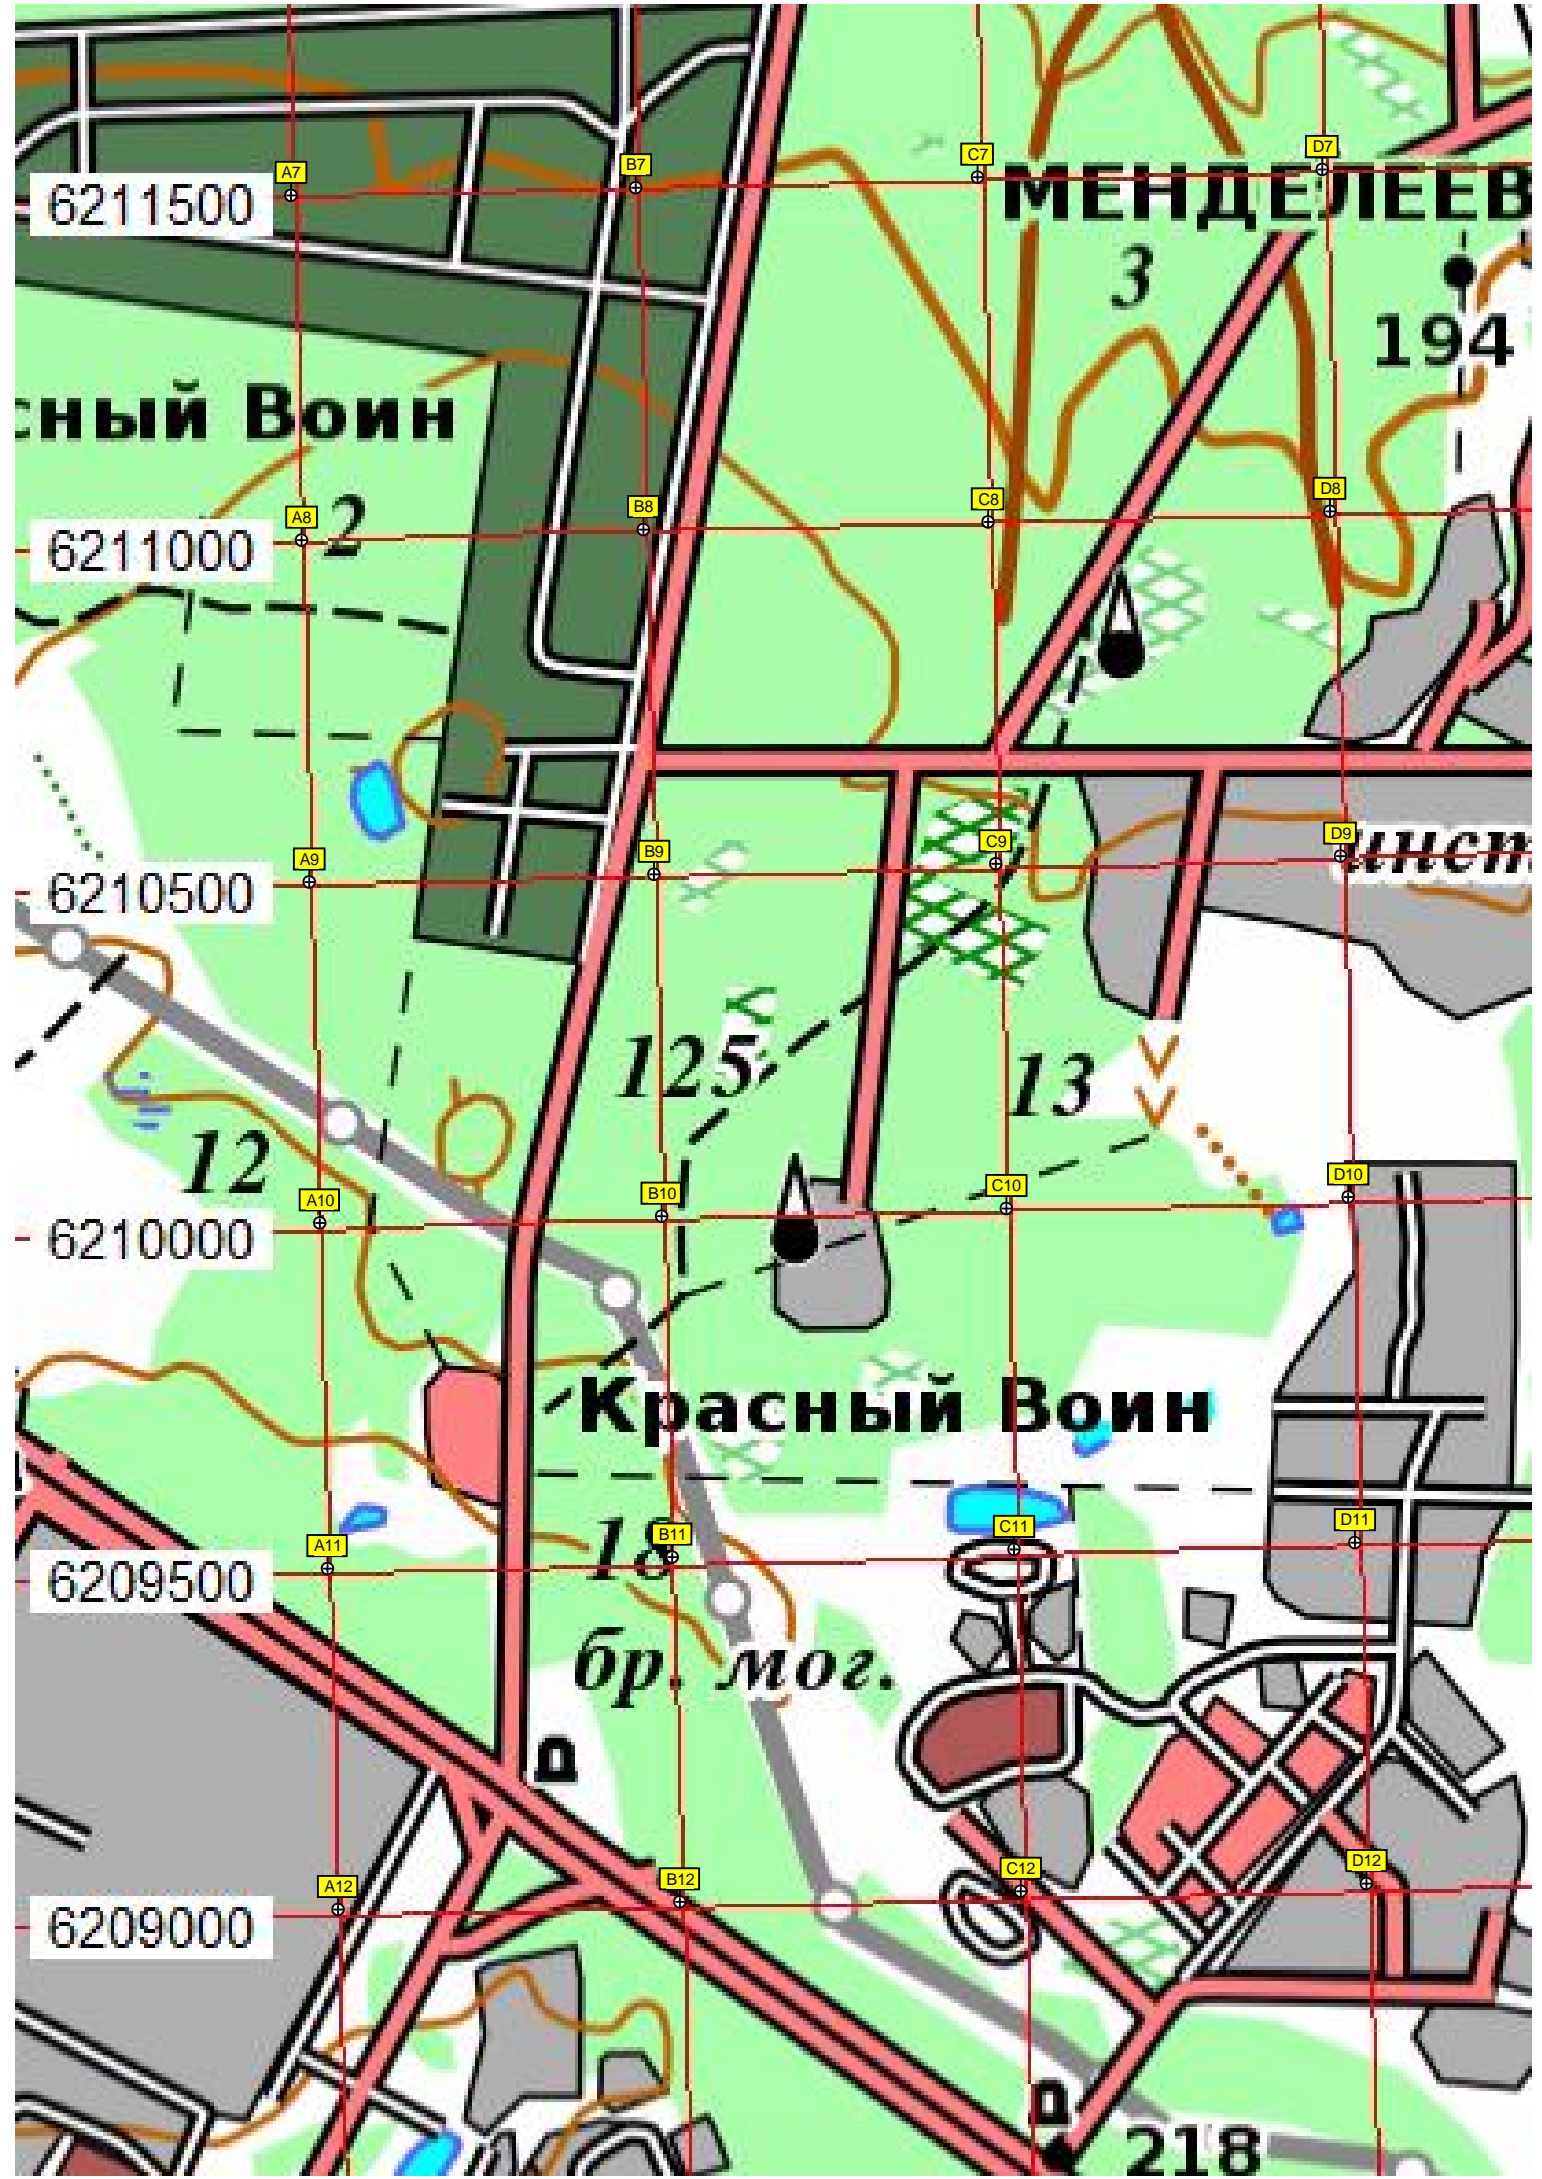 A7 B7 C7 D7
6211500 МЕНДЕЛЕЕВ
3
194
сный Воин
A8 2 B8 C8 D8
6211000
A9 B9 C9 D9
6210500 инст
125
13
12
A10 B10 C10 D10
6210000
Красный Воин
A11 B11 C11 D11
6209500
бр. мог.
A12 B12 C12 D12
6209000
218